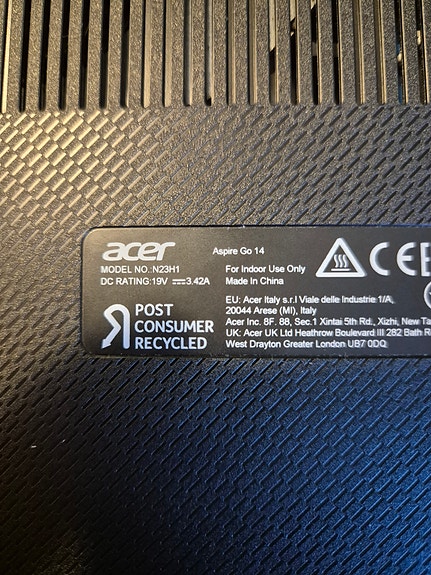 acer
Aspire Go 14
MODEL NO.:N23H1
DC RATING:19V ⎓3.42A
For Indoor Use Only
Made in China
CE
POST
CONSUMER
RECYCLED
EU: Acer Italy s.r.l Viale delle Industrie 1/A,
20044 Arese (MI), Italy
Acer Inc. 8F. 88, Sec.1 Xintai 5th Rd., Xizhi, New
UK: Acer UK Ltd Heathrow Boulevard III 282 Bath
West Drayton Greater London UB7 0DQ